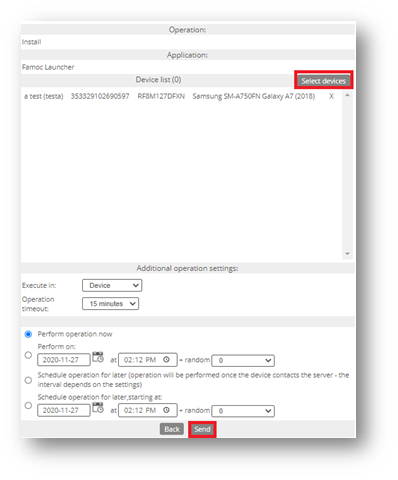 Operation:
Install
Application:
Famoc Launcher
Device list (0)
Select devices
a test (testa) 353329102690597 RF8M127DFXN Samsung SM-A750FN Galaxy A7 (2018) X
Additional operation settings:
Execute in: Device
Operation timeout: 15 minutes
Perform operation now
Perform on:
2020-11-27 at 02:12 PM + random 0
Schedule operation for later (operation will be performed once the device contacts the server - the
interval depends on the settings)
Schedule operation for later,starting at:
2020-11-27 at 02:12 PM + random 0
Back Send